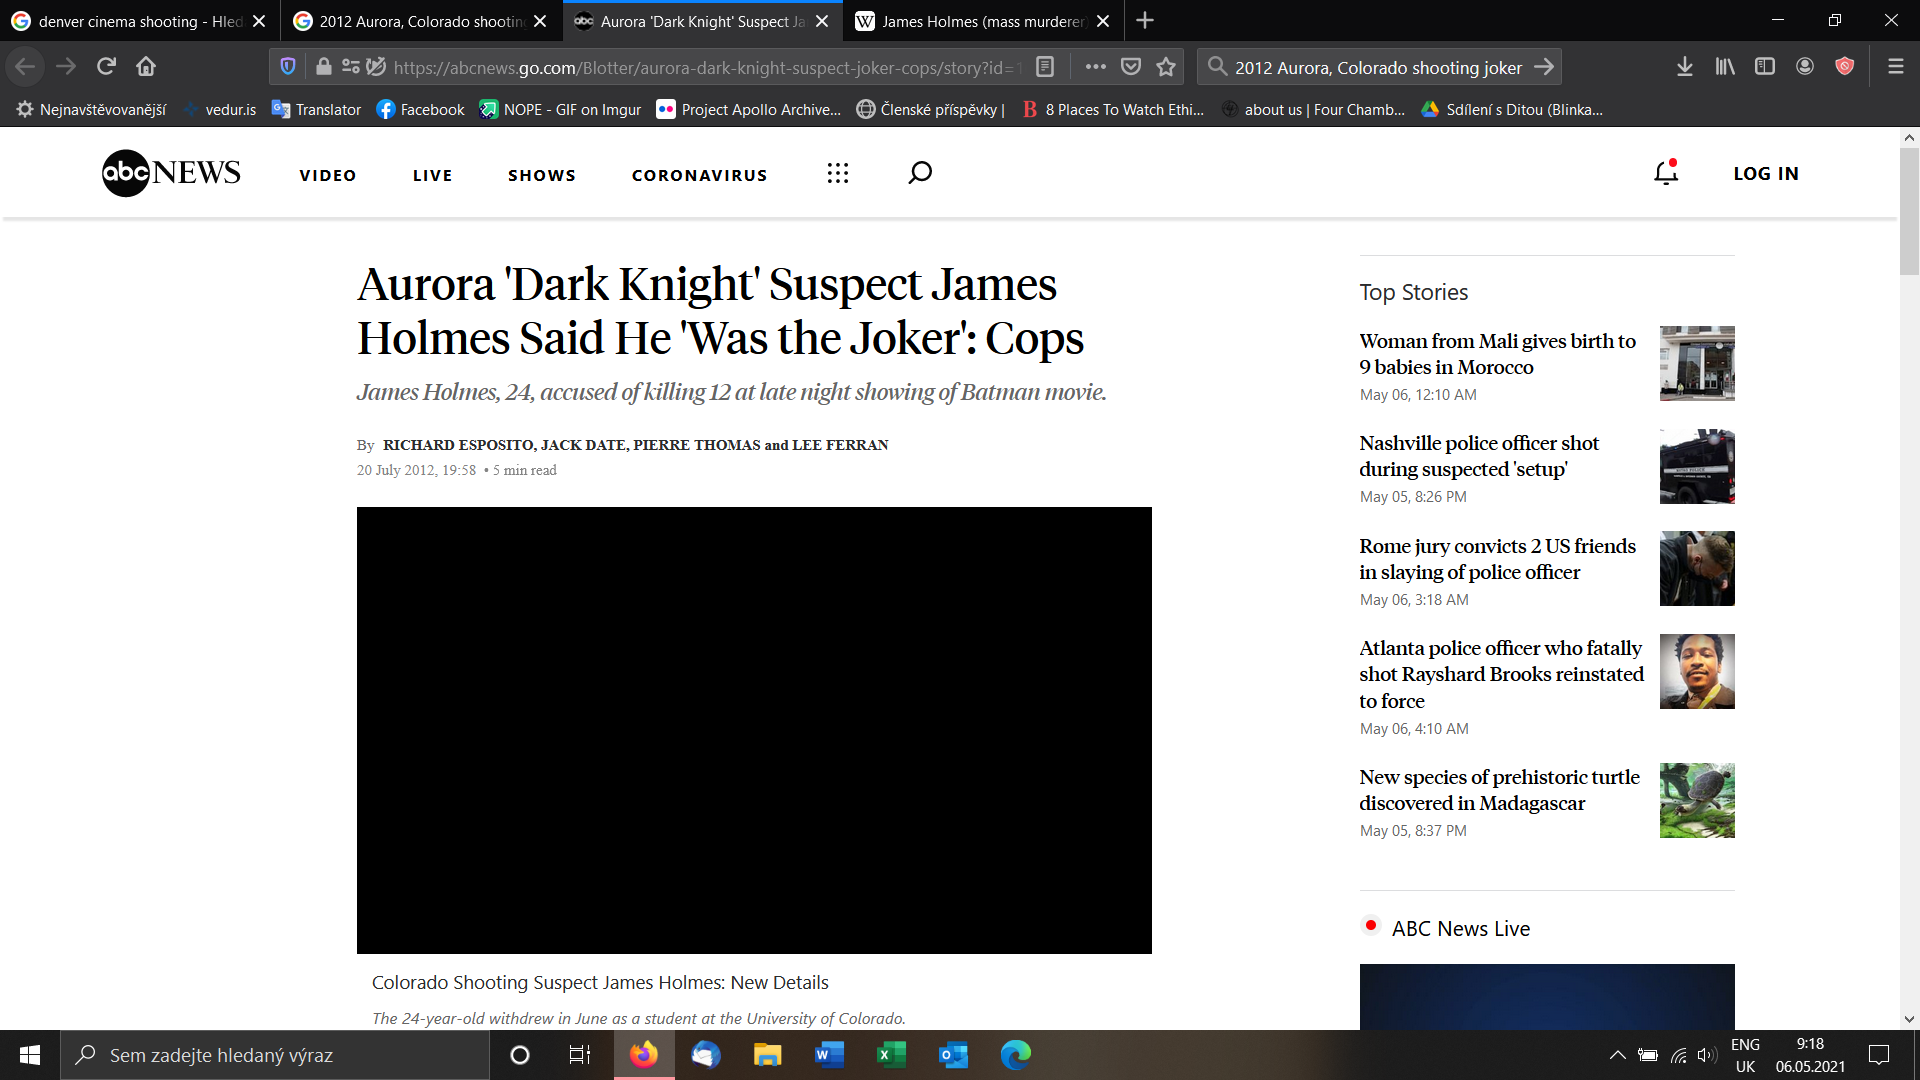 denver cinema shooting - Hled
2012 Aurora, Colorado shooting
Aurora 'Dark Knight' Suspect Ja
James Holmes (mass murderer)
https://abcnews.go.com/Blotter/aurora-dark-knight-suspect-joker-cops/story?id=1
2012 Aurora, Colorado shooting joker
Nejnavštěvovanější
vedur.is
Translator
Facebook
NOPE - GIF on Imgur
Project Apollo Archive...
Členské příspěvky |
8 Places To Watch Ethi...
about us | Four Chamb...
Sdílení s Ditou (Blinka...
abc NEWS
VIDEO
LIVE
SHOWS
CORONAVIRUS
LOG IN
Aurora 'Dark Knight' Suspect James
Holmes Said He 'Was the Joker': Cops
James Holmes, 24, accused of killing 12 at late night showing of Batman movie.
By RICHARD ESPOSITO, JACK DATE, PIERRE THOMAS and LEE FERRAN
20 July 2012, 19:58 • 5 min read
Colorado Shooting Suspect James Holmes: New Details
The 24-year-old withdrew in June as a student at the University of Colorado.
Top Stories
Woman from Mali gives birth to
9 babies in Morocco
May 06, 12:10 AM
Nashville police officer shot
during suspected 'setup'
May 05, 8:26 PM
Rome jury convicts 2 US friends
in slaying of police officer
May 06, 3:18 AM
Atlanta police officer who fatally
shot Rayshard Brooks reinstated
to force
May 06, 4:10 AM
New species of prehistoric turtle
discovered in Madagascar
May 05, 8:37 PM
ABC News Live
Sem zadejte hledaný výraz
ENG
UK
9:18
06.05.2021